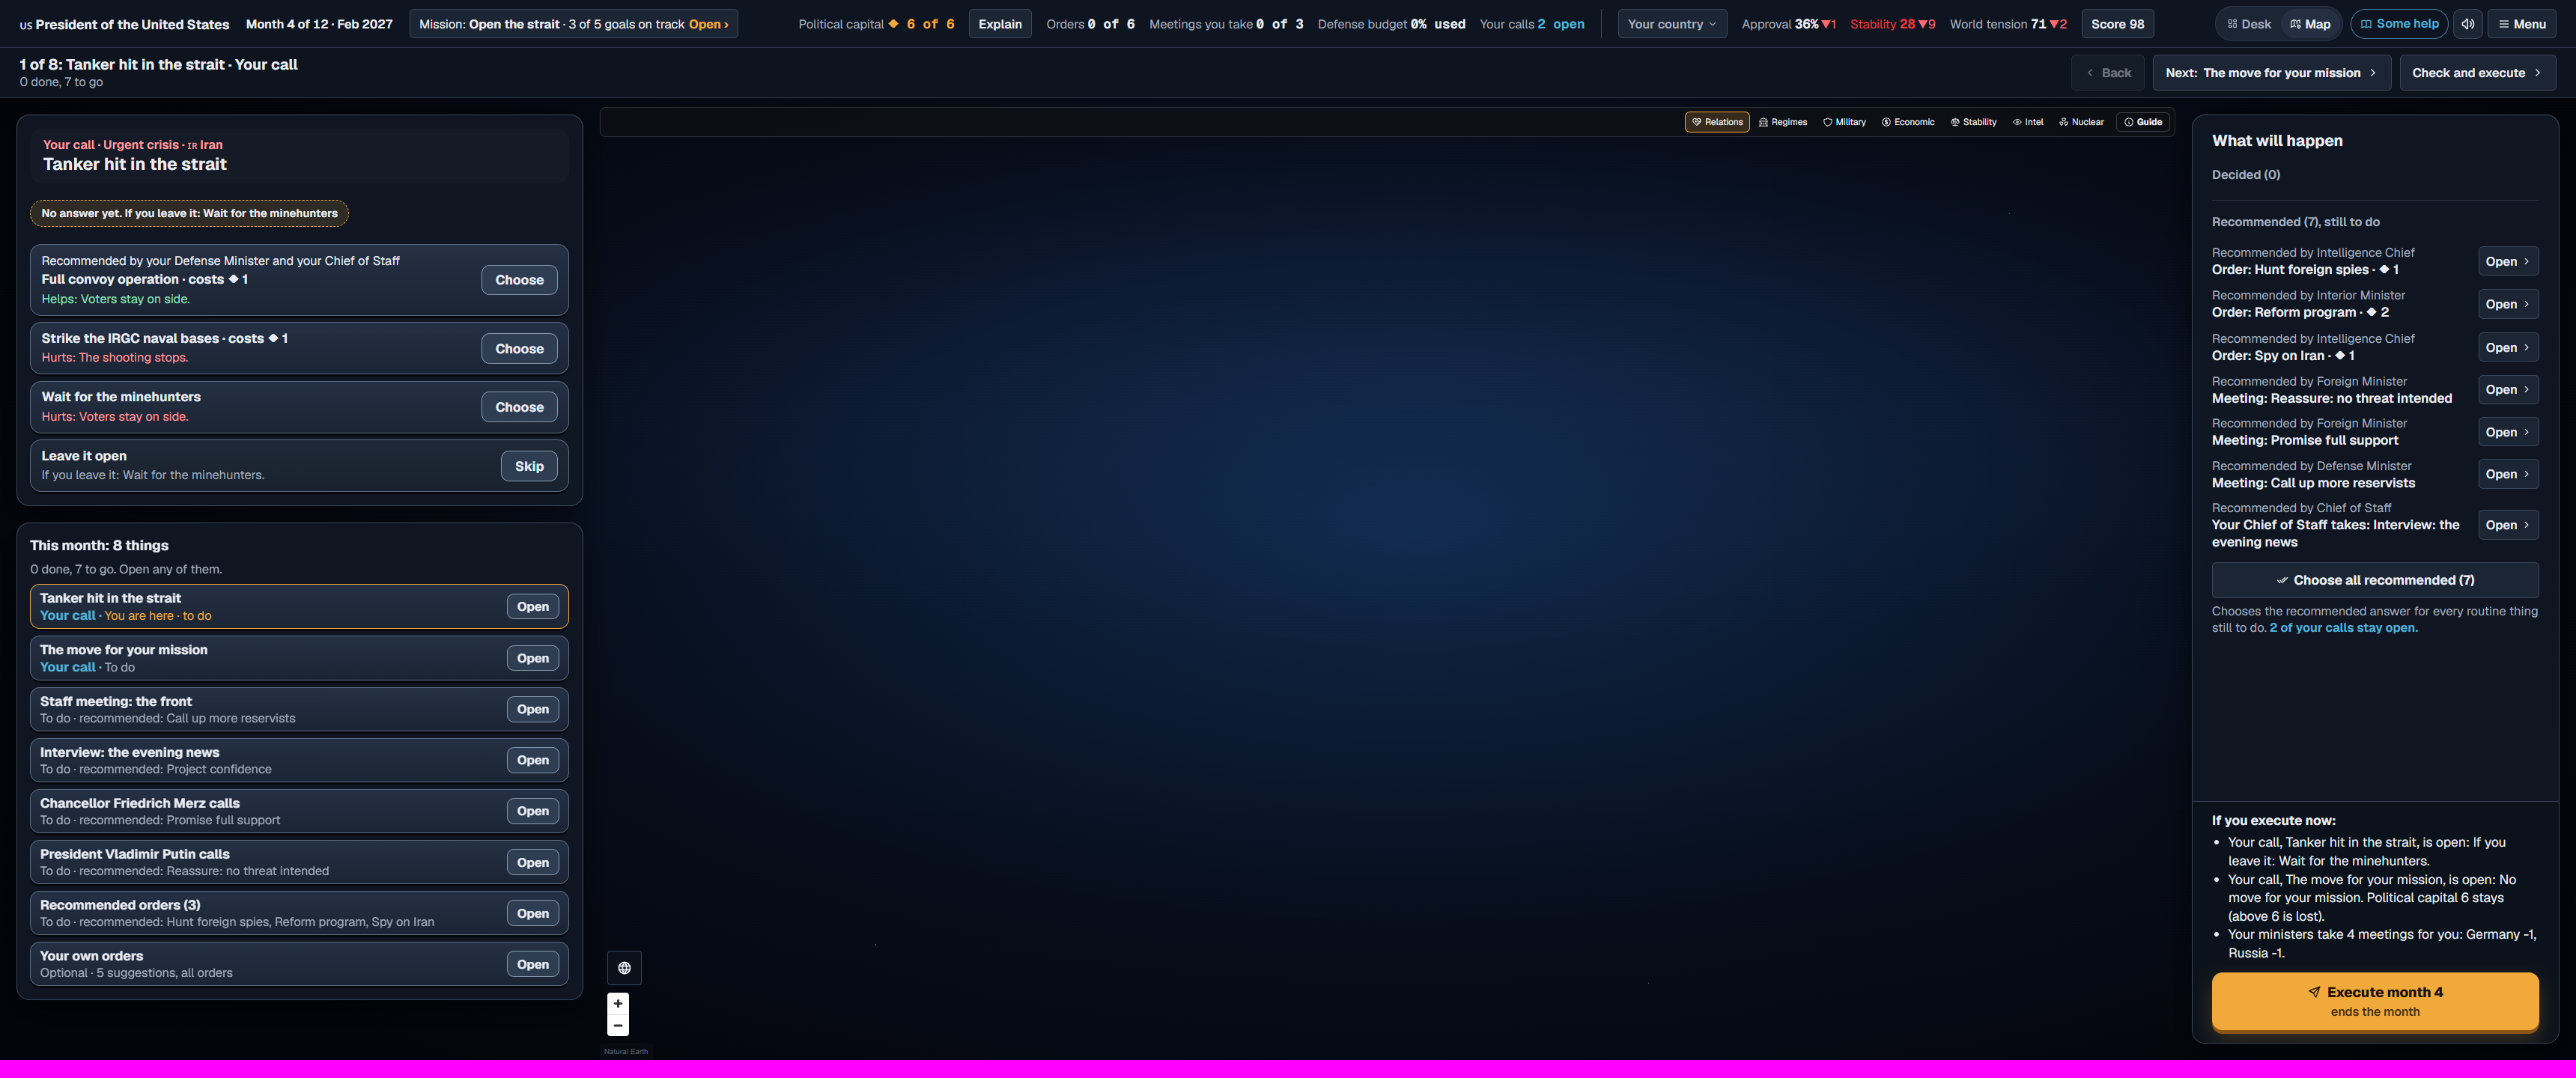 US President of the United States
Month 4 of 12 · Feb 2027
Mission: Open the strait · 3 of 5 goals on track Open ›
Political capital ◆ 6 of 6
Explain
Orders 0 of 6
Meetings you take 0 of 3
Defense budget 0% used
Your calls 2 open
Your country
Approval 36% ▼1
Stability 28 ▼9
World tension 71 ▼2
Score 98
Desk
Map
Some help
Menu
1 of 8: Tanker hit in the strait · Your call
0 done, 7 to go
Back
Next: The move for your mission
Check and execute
Your call · Urgent crisis · IR Iran
Tanker hit in the strait
No answer yet. If you leave it: Wait for the minehunters
Recommended by your Defense Minister and your Chief of Staff
Full convoy operation · costs ◆ 1
Helps: Voters stay on side.
Choose
Strike the IRGC naval bases · costs ◆ 1
Hurts: The shooting stops.
Choose
Wait for the minehunters
Hurts: Voters stay on side.
Choose
Leave it open
If you leave it: Wait for the minehunters.
Skip
This month: 8 things
0 done, 7 to go. Open any of them.
Tanker hit in the strait
Your call · You are here · to do
Open
The move for your mission
Your call · To do
Open
Staff meeting: the front
To do · recommended: Call up more reservists
Open
Interview: the evening news
To do · recommended: Project confidence
Open
Chancellor Friedrich Merz calls
To do · recommended: Promise full support
Open
President Vladimir Putin calls
To do · recommended: Reassure: no threat intended
Open
Recommended orders (3)
To do · recommended: Hunt foreign spies, Reform program, Spy on Iran
Open
Your own orders
Optional · 5 suggestions, all orders
Open
Relations
Regimes
Military
Economic
Stability
Intel
Nuclear
Guide
+
−
Natural Earth
What will happen
Decided (0)
Recommended (7), still to do
Recommended by Intelligence Chief
Order: Hunt foreign spies · ◆ 1
Open
Recommended by Interior Minister
Order: Reform program · ◆ 2
Open
Recommended by Intelligence Chief
Order: Spy on Iran · ◆ 1
Open
Recommended by Foreign Minister
Meeting: Reassure: no threat intended
Open
Recommended by Foreign Minister
Meeting: Promise full support
Open
Recommended by Defense Minister
Meeting: Call up more reservists
Open
Recommended by Chief of Staff
Your Chief of Staff takes: Interview: the
evening news
Open
Choose all recommended (7)
Chooses the recommended answer for every routine thing
still to do. 2 of your calls stay open.
If you execute now:
• Your call, Tanker hit in the strait, is open: If you
leave it: Wait for the minehunters.
• Your call, The move for your mission, is open: No
move for your mission. Political capital 6 stays
(above 6 is lost).
• Your ministers take 4 meetings for you: Germany -1,
Russia -1.
Execute month 4
ends the month